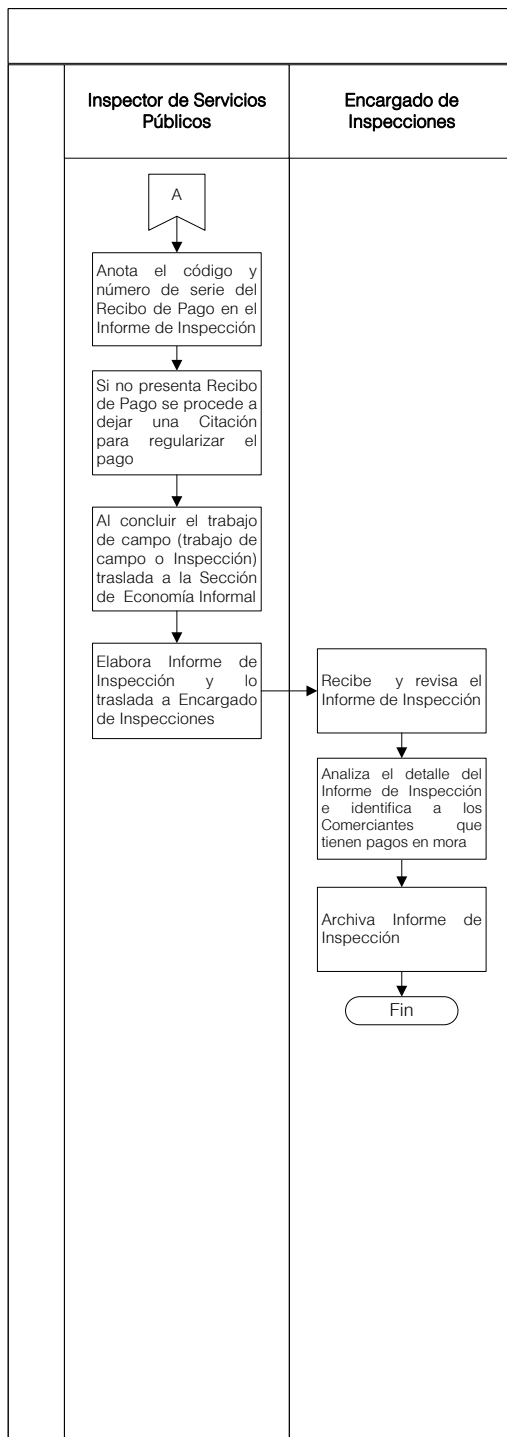 Inspector de Servicios
Públicos
Encargado de
Inspecciones
A
Anota el código y
número de serie del
Recibo de Pago en el
Informe de Inspección
Si no presenta Recibo
de Pago se procede a
dejar una Citación
para regularizar el
pago
Al concluir el trabajo
de campo (trabajo de
campo o Inspección)
traslada a la Sección
de Economía Informal
Elabora Informe de
Inspección y lo
traslada a Encargado
de Inspecciones
Recibe y revisa el
Informe de Inspección
Analiza el detalle del
Informe de Inspección
e identifica a los
Comerciantes que
tienen pagos en mora
Archiva Informe de
Inspección
Fin